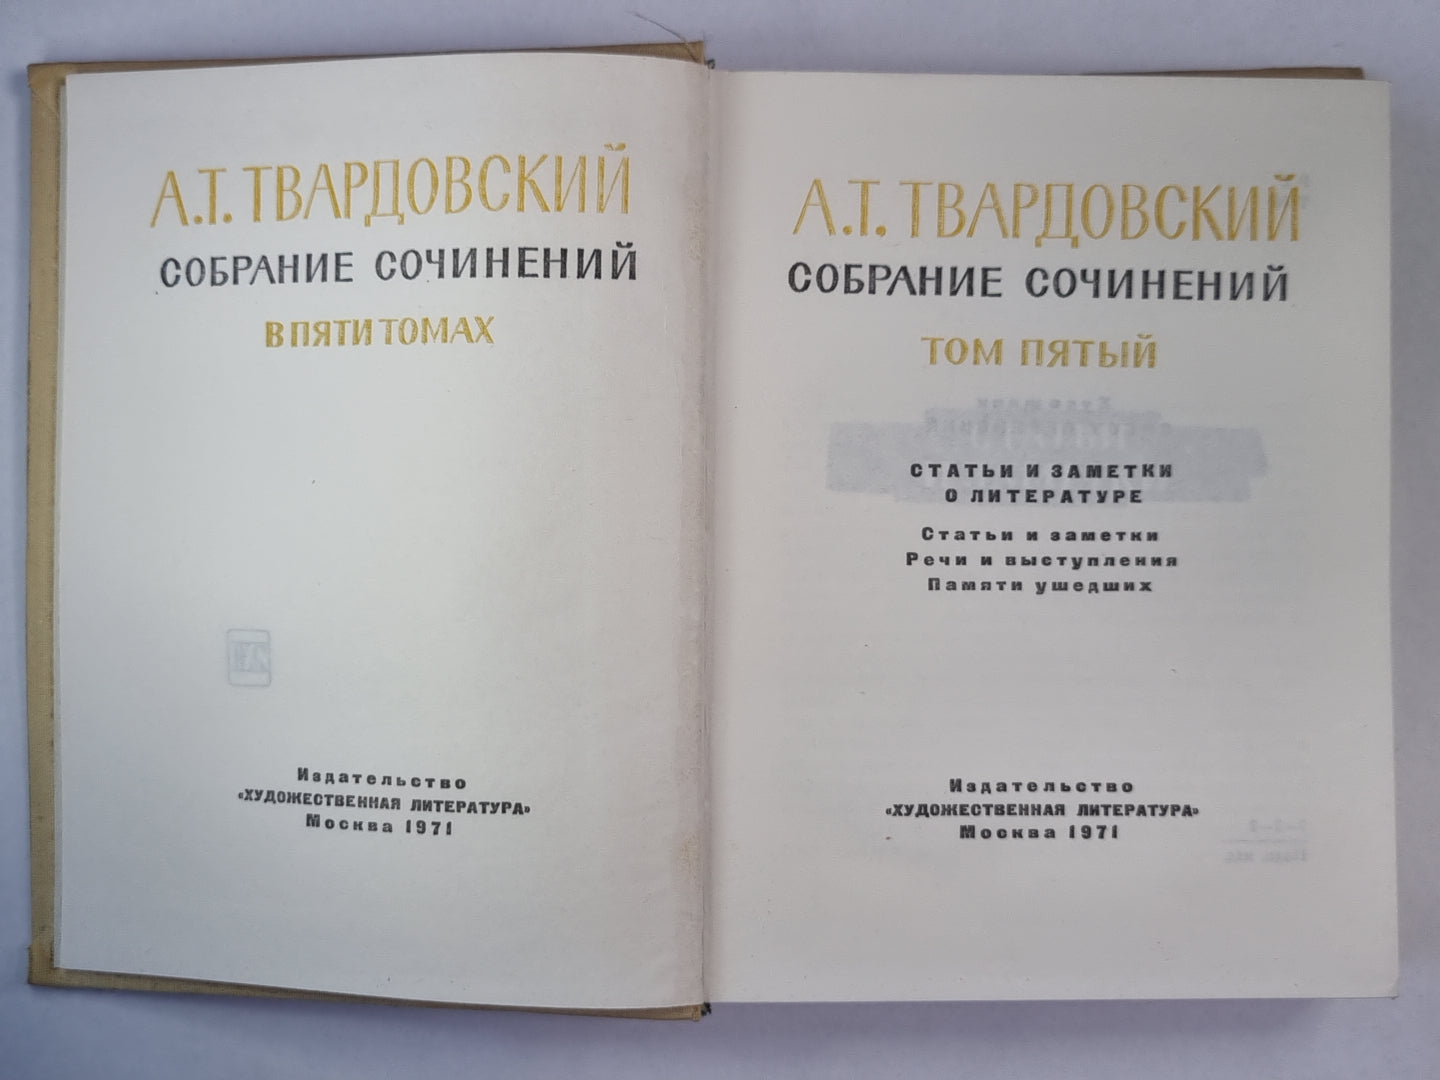 А.Т. ТВАРДОВСКИЙ
СОБРАНИЕ СОЧИНЕНИЙ
В ПЯТИ ТОМАХ
Издательство
«ХУДОЖЕСТВЕННАЯ ЛИТЕРАТУРА»
Москва 1971
А.Т. ТВАРДОВСКИЙ
СОБРАНИЕ СОЧИНЕНИЙ
ТОМ ПЯТЫЙ
СТАТЬИ И ЗАМЕТКИ
О ЛИТЕРАТУРЕ
Статьи и заметки
Речи и выступления
Памяти ушедших
Издательство
«ХУДОЖЕСТВЕННАЯ ЛИТЕРАТУРА»
Москва 1971